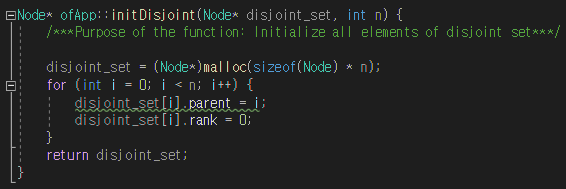 Node* ofApp::initDisjoint(Node* disjoint_set, int n) {
/***Purpose of the function: Initialize all elements of disjoint set***/
disjoint_set = (Node*)malloc(sizeof(Node) * n);
for (int i = 0; i < n; i++) {
disjoint_set[i].parent = i;
disjoint_set[i].rank = 0;
}
return disjoint_set;
}